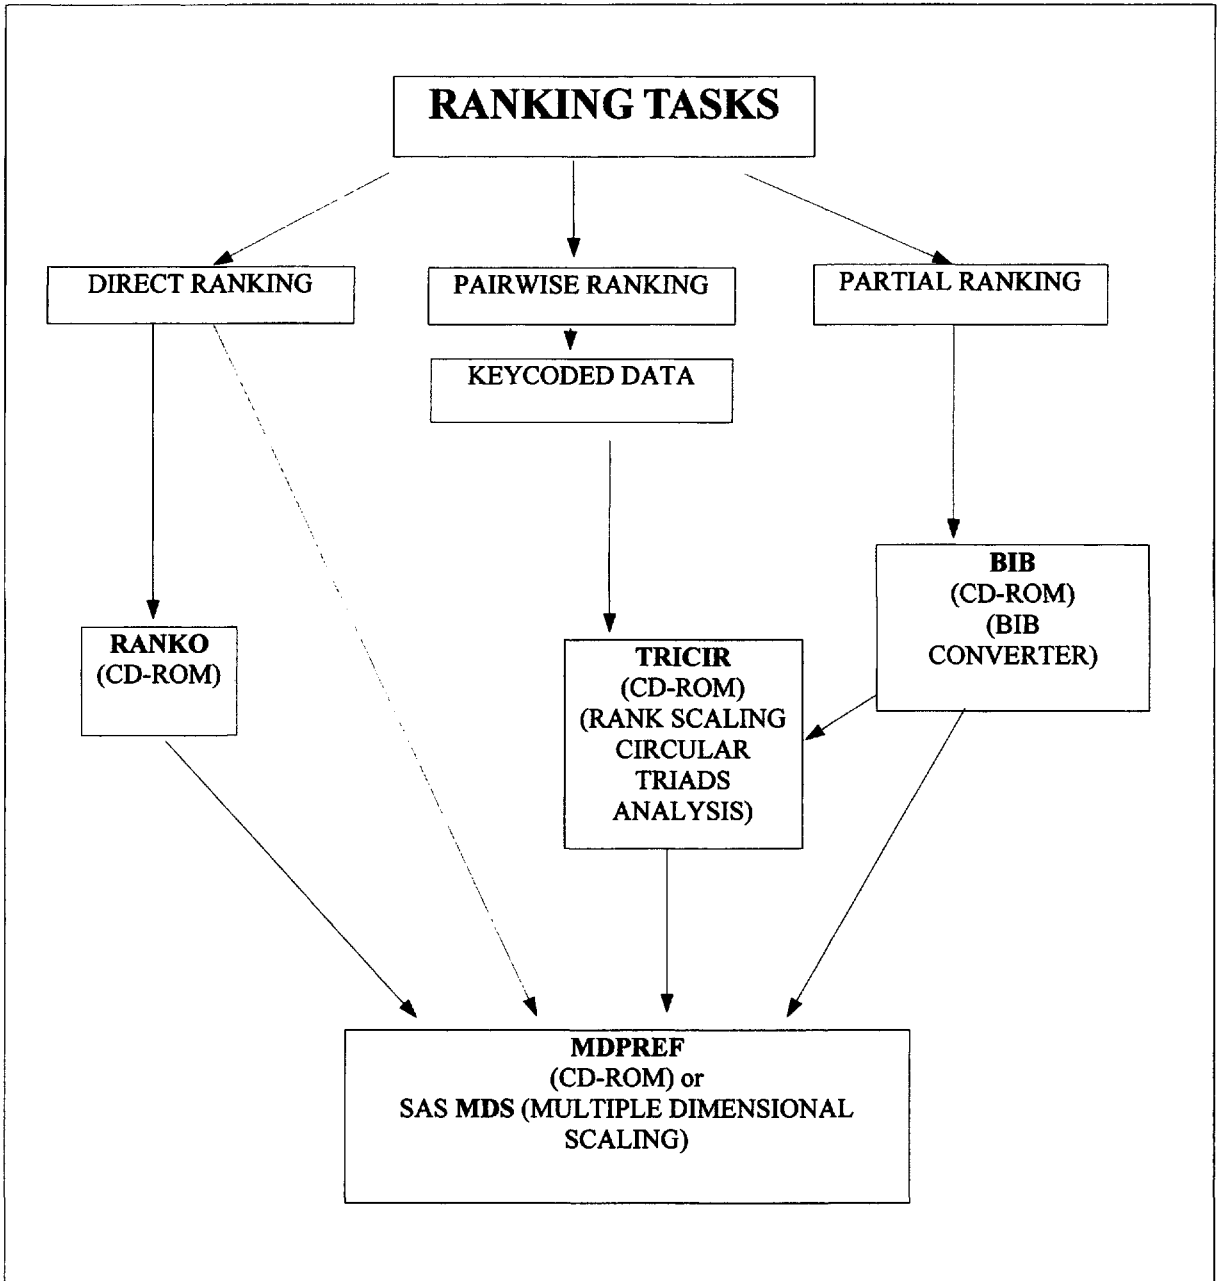 RANKING TASKS
DIRECT RANKING
PAIRWISE RANKING
PARTIAL RANKING
KEYCODED DATA
BIB
(CD-ROM)
(BIB
CONVERTER)
RANKO
(CD-ROM)
TRICIR
(CD-ROM)
(RANK SCALING
CIRCULAR
TRIADS
ANALYSIS)
MDPREF
(CD-ROM) or
SAS MDS (MULTIPLE DIMENSIONAL
SCALING)